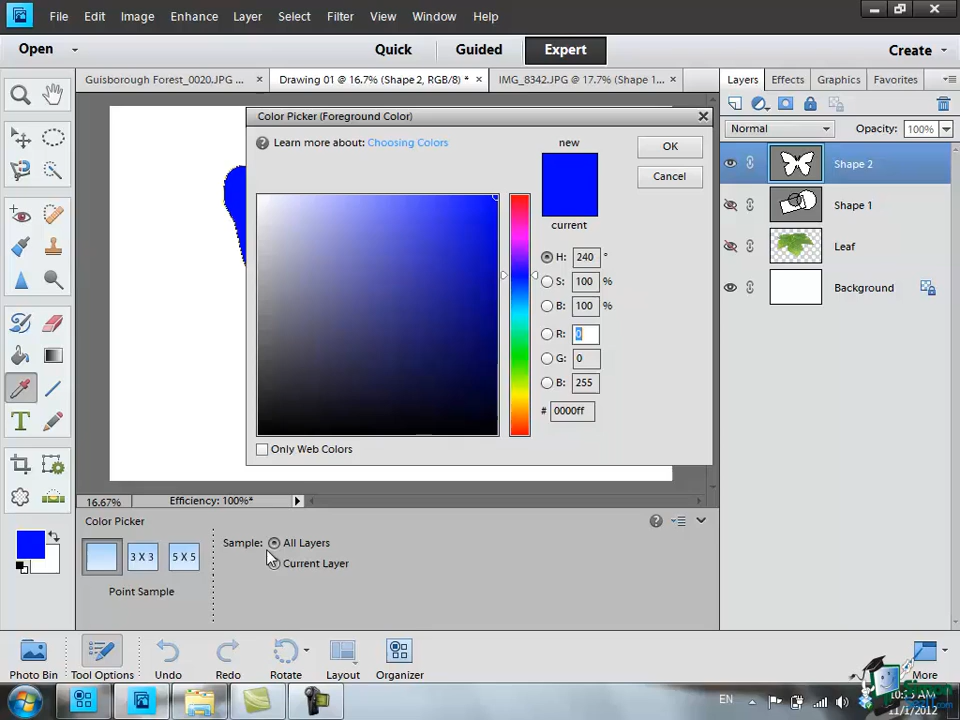 File Edit Image Enhance Layer Select Filter View Window Help
Open Quick Guided Expert Create
Guisborough Forest_0020.JPG ... × Drawing 01 @ 16.7% (Shape 2, RGB/8) * × IMG_8342.JPG @ 17.7% (Shape 1... ×
Layers Effects Graphics Favorites
Color Picker (Foreground Color)
Normal Opacity: 100%
Learn more about: Choosing Colors
new
OK
Cancel
current
H: 240 °
S: 100 %
B: 100 %
R: 0
G: 0
B: 255
# 0000ff
Only Web Colors
Shape 2
Shape 1
Leaf
Background
T
16.67% Efficiency: 100%*
Color Picker
3 X 3 5 X 5
Point Sample
Sample: All Layers
Current Layer
Photo Bin Tool Options Undo Redo Rotate Layout Organizer More
EN
11/1/2012